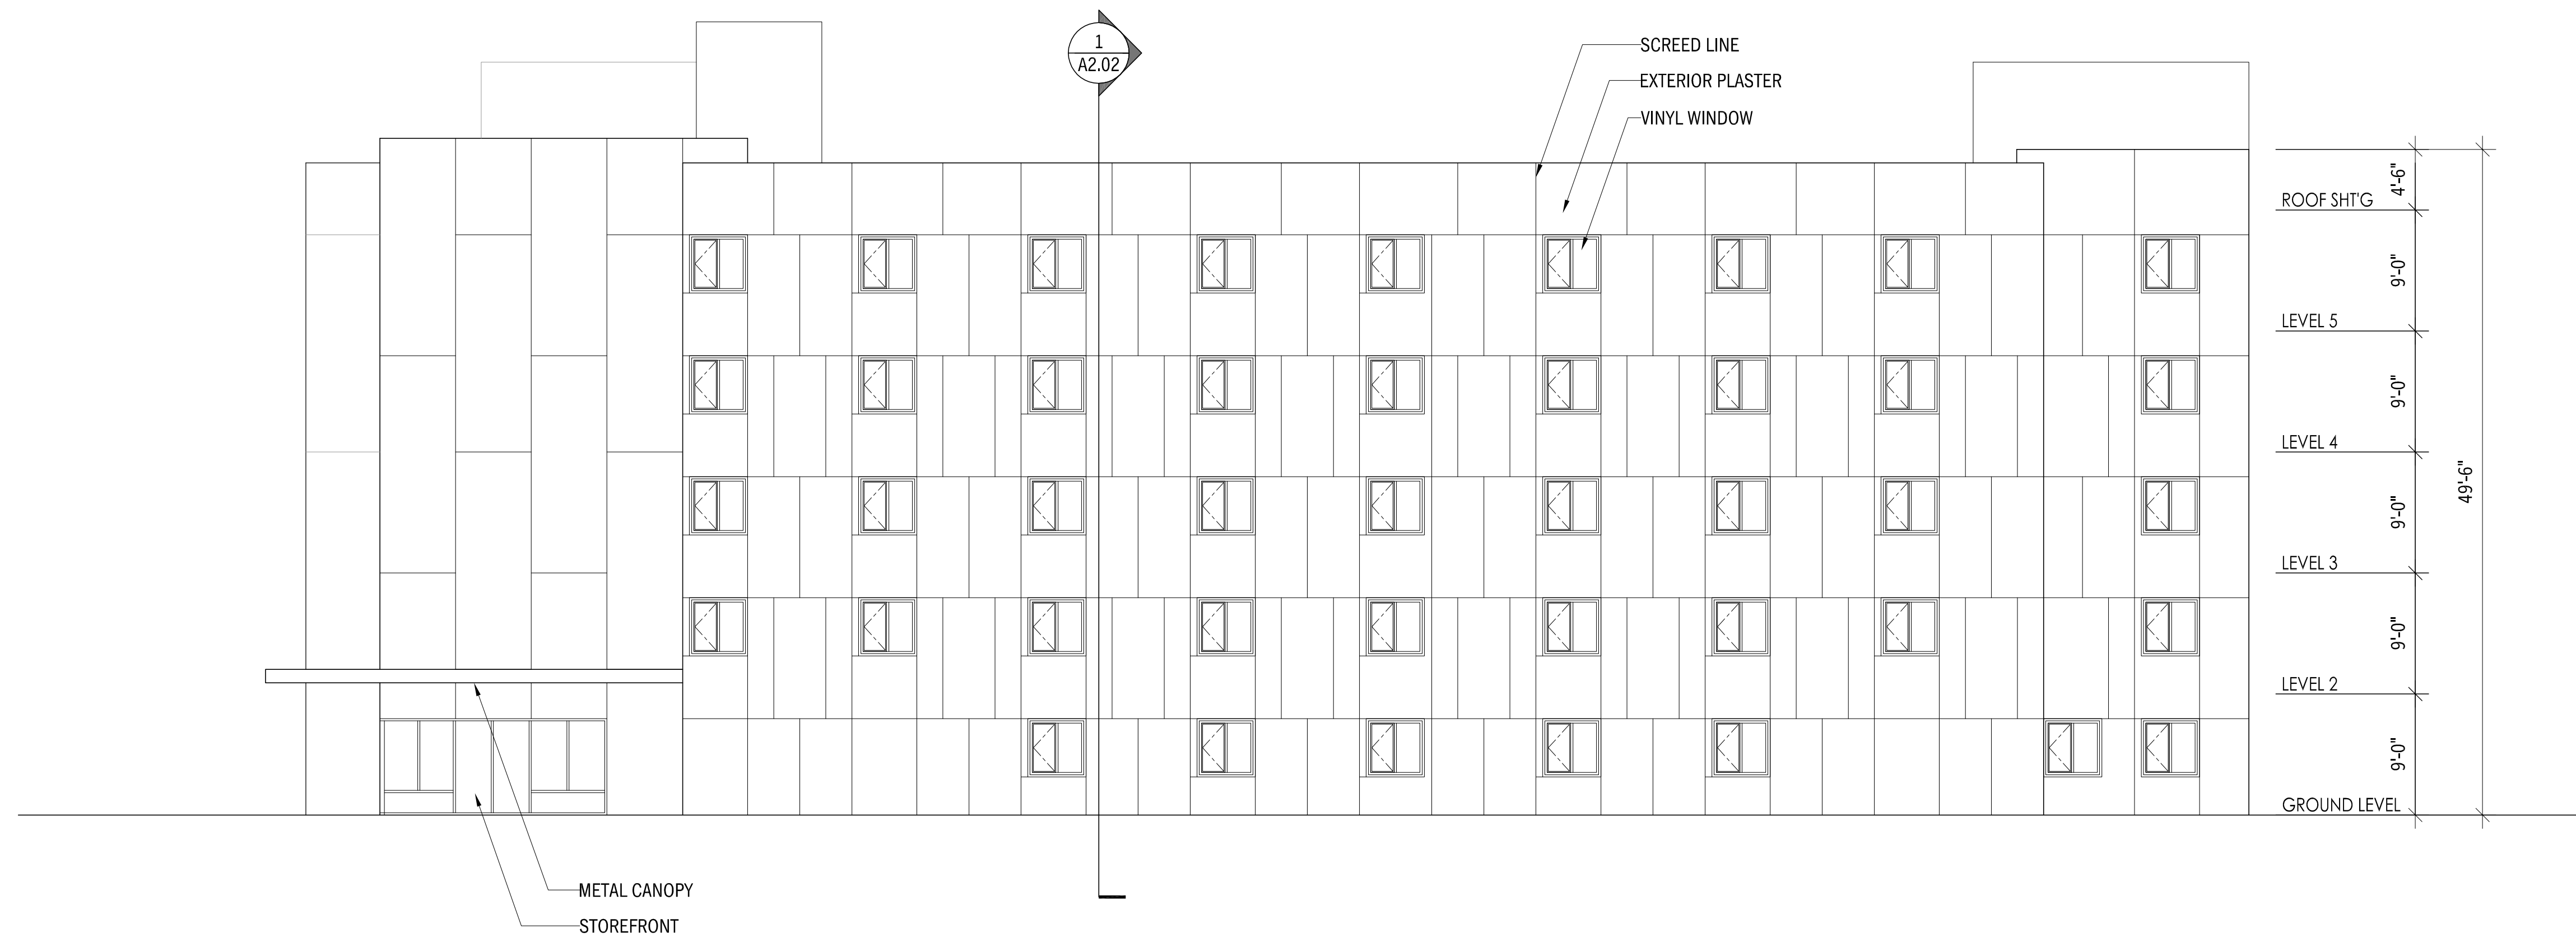 1
A2.02
SCREED LINE
EXTERIOR PLASTER
VINYL WINDOW
ROOF SHT'G
4'-6"
9'-0"
LEVEL 5
9'-0"
LEVEL 4
49'-6"
9'-0"
LEVEL 3
9'-0"
LEVEL 2
9'-0"
GROUND LEVEL
METAL CANOPY
STOREFRONT